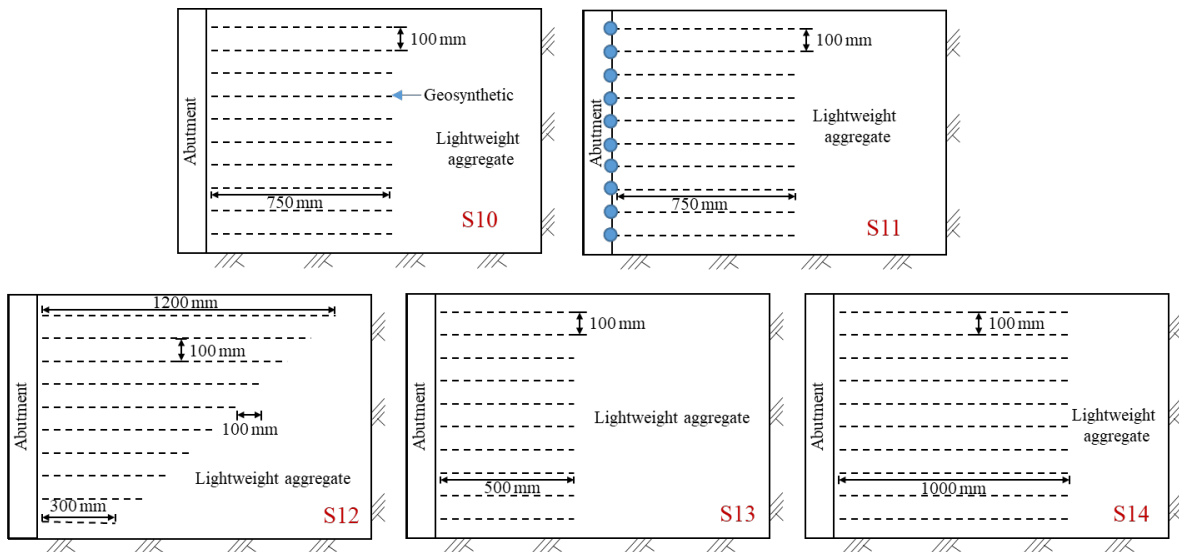 Abutment
100 mm
Geosynthetic
Lightweight
aggregate
750 mm
S10
Abutment
100 mm
Lightweight
aggregate
750 mm
S11
Abutment
1200 mm
100 mm
100 mm
Lightweight aggregate
300 mm
S12
Abutment
100 mm
Lightweight aggregate
500 mm
S13
Abutment
100 mm
Lightweight
aggregate
1000 mm
S14